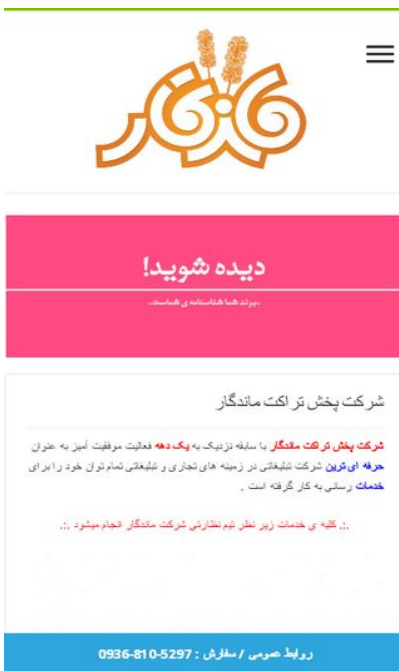 ماندگار
دیده شوید!
..برند شما شناسنامه ی شماست..
شرکت پخش تراکت ماندگار
شرکت پخش تراکت ماندگار با سابقه نزدیک به یک دهه فعالیت موفقیت آمیز به عنوان
حرفه ای ترین شرکت تبلیغاتی در زمینه های تجاری و تبلیغاتی تمام توان خود را برای
خدمات رسانی به کار گرفته است .
.:. کلیه ی خدمات زیر نظر تیم نظارتی شرکت ماندگار انجام میشود .:.
روابط عمومی / سفارش : 0936-810-5297